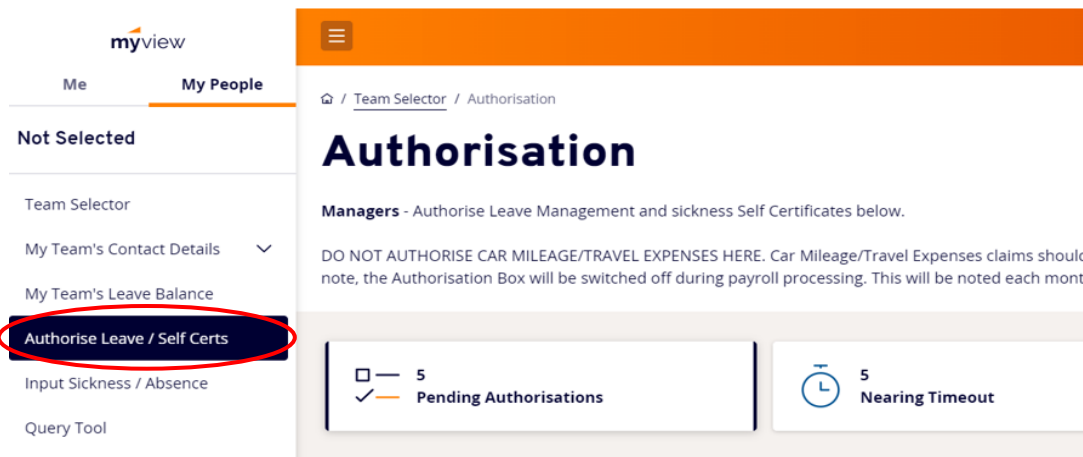 myview
Me My People
Not Selected
Team Selector
My Team's Contact Details
My Team's Leave Balance
Authorise Leave / Self Certs
Input Sickness / Absence
Query Tool
/ Team Selector / Authorisation
Authorisation
Managers - Authorise Leave Management and sickness Self Certificates below.
DO NOT AUTHORISE CAR MILEAGE/TRAVEL EXPENSES HERE. Car Mileage/Travel Expenses claims should
note, the Authorisation Box will be switched off during payroll processing. This will be noted each mont
5
Pending Authorisations
5
Nearing Timeout